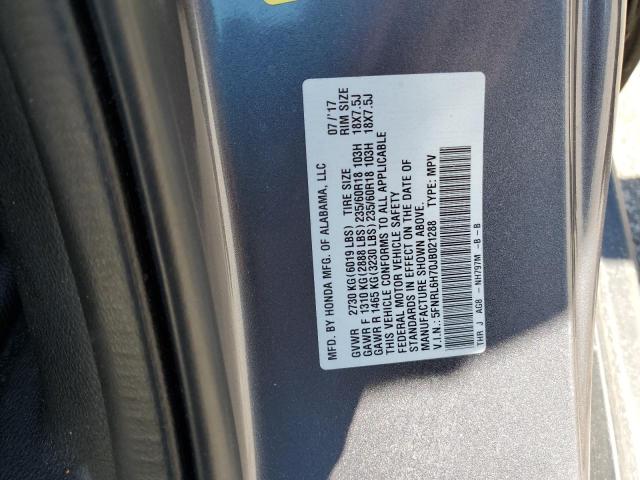 MFD. BY HONDA MFG. OF ALABAMA, LLC 07/'17
GVWR 2730 KG(6019 LBS) TIRE SIZE RIM SIZE
GAWR F 1310 KG(2888 LBS)235/60R18 103H 18X7.5J
GAWR R 1465 KG(3230 LBS)235/60R18 103H 18X7.5J
THIS VEHICLE CONFORMS TO ALL APPLICABLE
FEDERAL MOTOR VEHICLE SAFETY
STANDARDS IN EFFECT ON THE DATE OF
MANUFACTURE SHOWN ABOVE.
V.I.N.: 5FNRL6H70JB021288 TYPE: MPV
THR J AG8 -NH797M -B -B